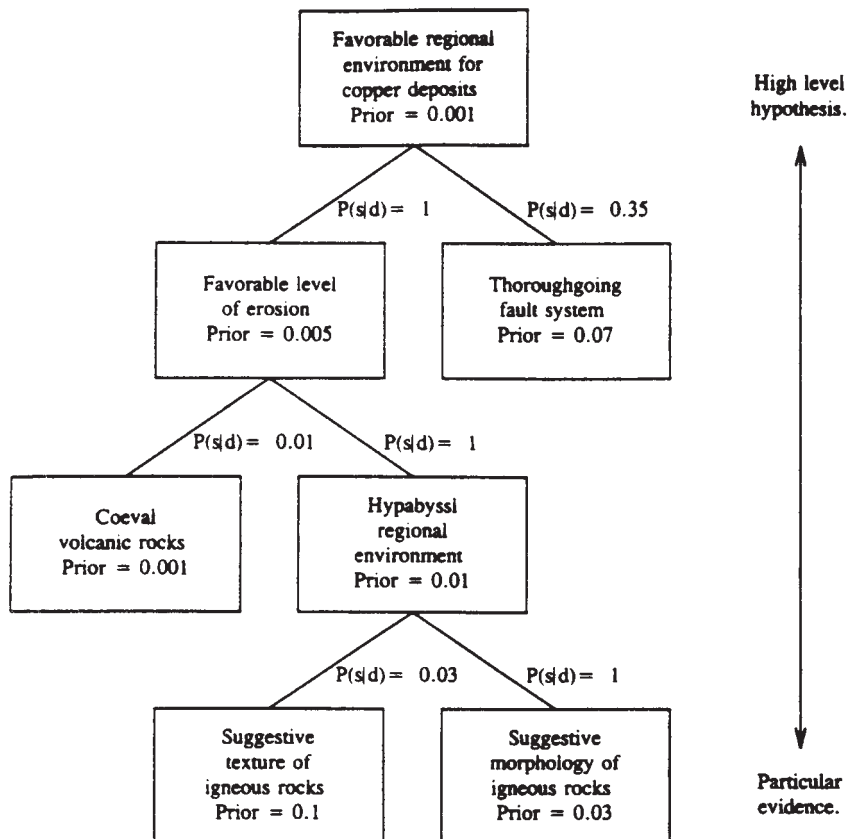 Favorable regional
environment for
copper deposits
Prior = 0.001
High level
hypothesis.
P(s|d) = 1
P(s|d) = 0.35
Favorable level
of erosion
Prior = 0.005
Thoroughgoing
fault system
Prior = 0.07
P(s|d) = 0.01
P(s|d) = 1
Coeval
volcanic rocks
Prior = 0.001
Hypabyssl
regional
environment
Prior = 0.01
P(s|d) = 0.03
P(s|d) = 1
Suggestive
texture of
igneous rocks
Prior = 0.1
Suggestive
morphology of
igneous rocks
Prior = 0.03
Particular
evidence.